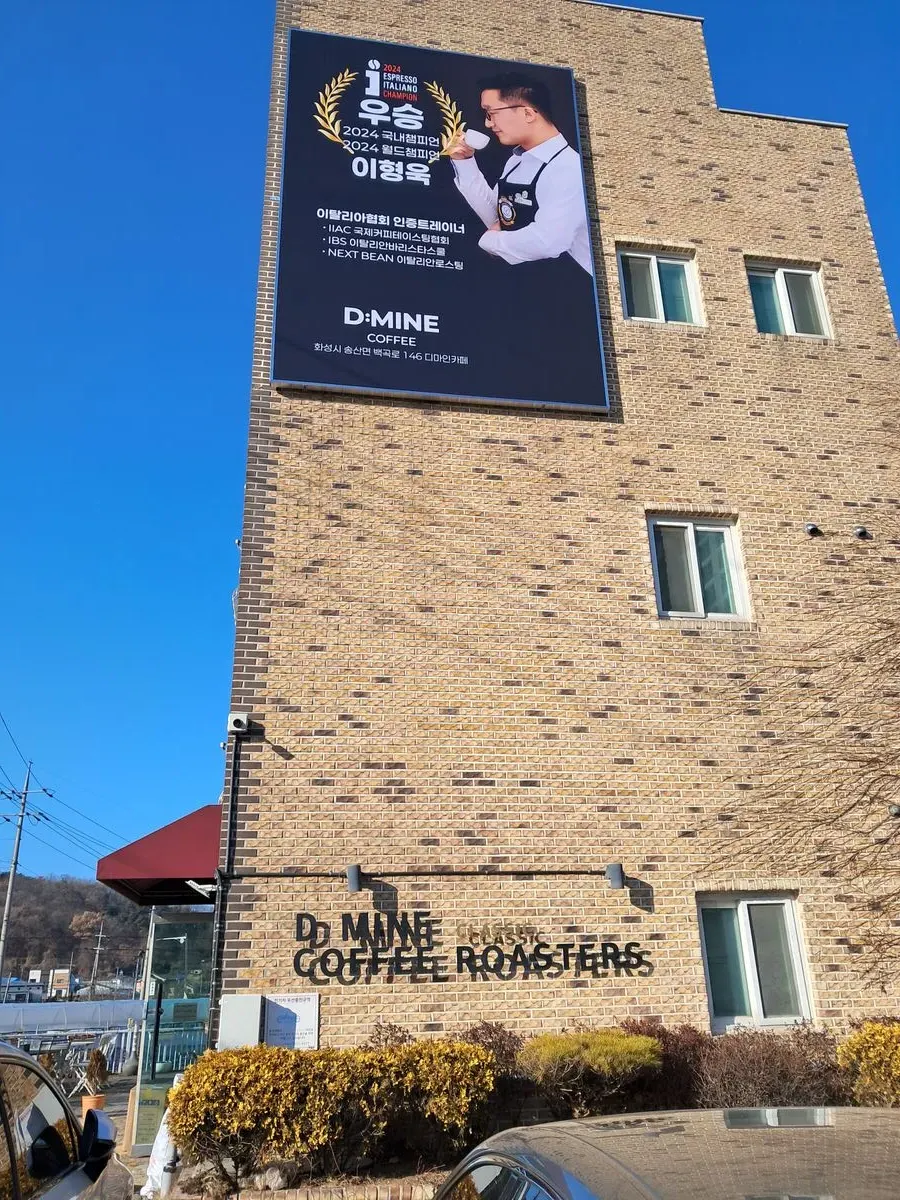 2024
ESPRESSO
ITALIANO
CHAMPION
우승
2024 국내챔피언
2024 월드챔피언
이형욱
이탈리아협회 인증트레이너
· IIAC 국제커피테이스팅협회
· IBS 이탈리안바리스타스쿨
· NEXT BEAN 이탈리안로스팅
D:MINE
COFFEE
화성시 송산면 백곡로 146 디마인카페
D: MINE CLASSIC
COFFEE ROASTERS